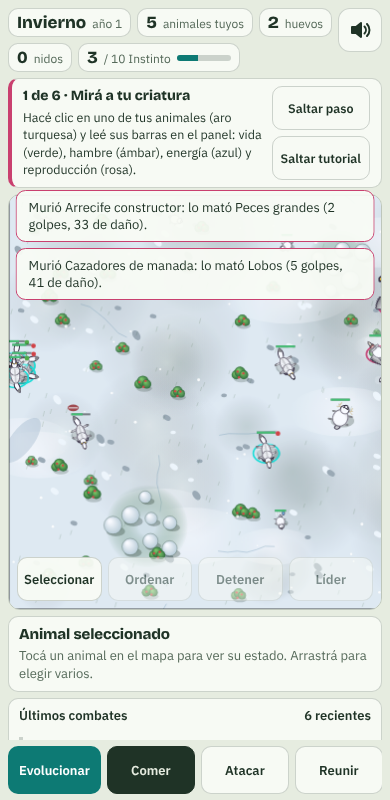 Invierno año 1
5 animales tuyos
2 huevos
0 nidos
3 / 10 Instinto
1 de 6 · Mirá a tu criatura
Hacé clic en uno de tus animales (aro
turquesa) y leé sus barras en el panel: vida
(verde), hambre (ámbar), energía (azul) y
reproducción (rosa).
Saltar paso
Saltar tutorial
Murió Arrecife constructor: lo mató Peces grandes (2
golpes, 33 de daño).
Murió Cazadores de manada: lo mató Lobos (5 golpes,
41 de daño).
Seleccionar
Ordenar
Detener
Líder
Animal seleccionado
Tocá un animal en el mapa para ver su estado. Arrastrá para
elegir varios.
Últimos combates
6 recientes
Evolucionar
Comer
Atacar
Reunir